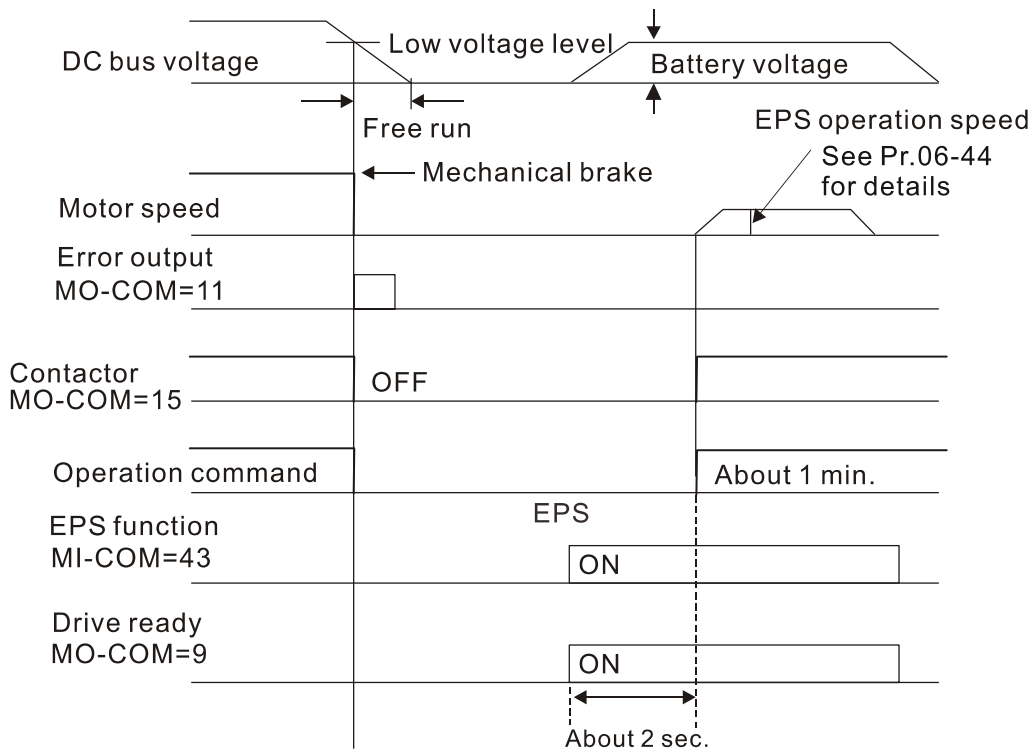 Low voltage level
DC bus voltage
Battery voltage
Free run
EPS operation speed
See Pr.06-44
for details
Mechanical brake
Motor speed
Error output
MO-COM=11
Contactor
MO-COM=15
OFF
Operation command
About 1 min.
EPS
EPS function
MI-COM=43
ON
Drive ready
MO-COM=9
ON
About 2 sec.